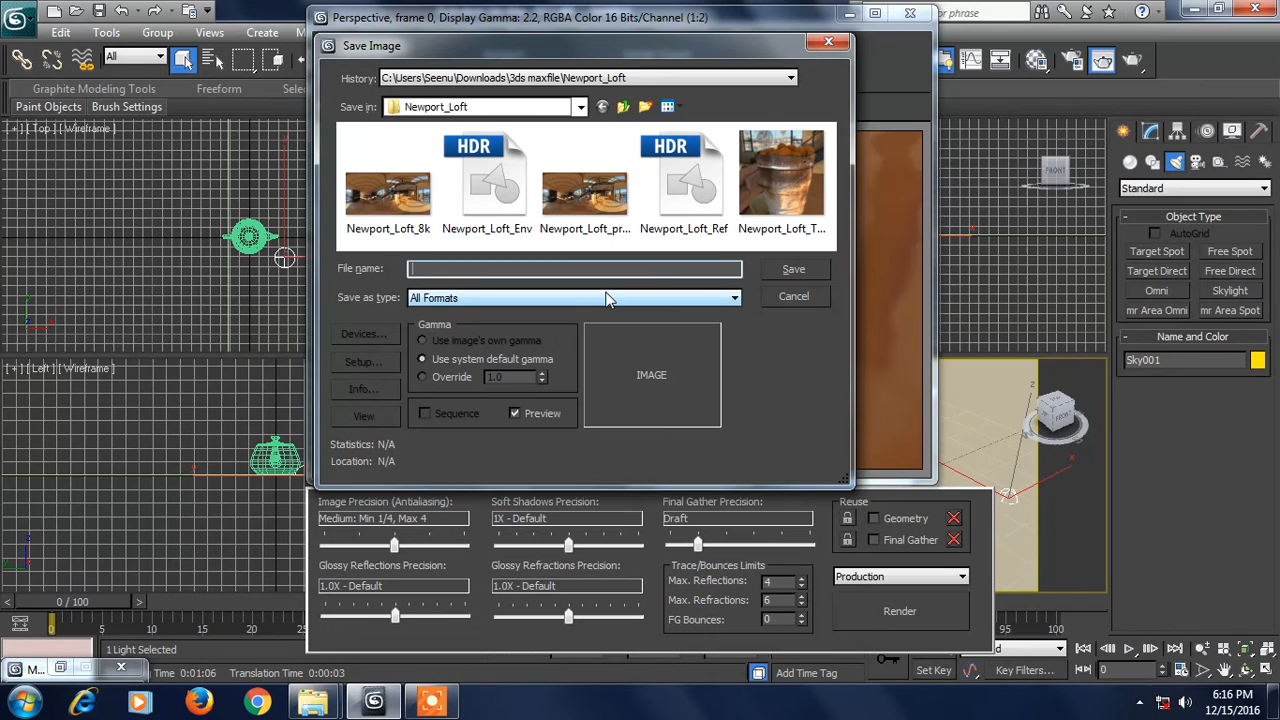 Perspective, frame 0, Display Gamma: 2.2, RGBA Color 16 Bits/Channel (1:2)
or phrase
Edit Tools Group Views Create
Save Image
All
History: C:\Users\Seenu\Downloads\3ds maxfile\Newport_Loft
Graphite Modeling Tools Freeform
Paint Objects Brush Settings
Save in: Newport_Loft
[ + ] [ Top ] [ Wireframe ]
HDR HDR
FRONT
Standard
Object Type
AutoGrid
Newport_Loft_8k Newport_Loft_Env Newport_Loft_pr... Newport_Loft_Ref Newport_Loft_T...
Target Spot Free Spot
File name: Save
Target Direct Free Direct
Save as type: All Formats Cancel
Omni Skylight
mr Area Omni mr Area Spot
Gamma
Devices... Use image's own gamma
Name and Color
Setup... Use system default gamma
Sky001
[ + ] [ Left ] [ Wireframe ]
Info... Override 1.0
IMAGE
View Sequence Preview
FRONT
Statistics: N/A
Location: N/A
Image Precision (Antialiasing): Soft Shadows Precision: Final Gather Precision: Reuse
Medium: Min 1/4, Max 4 1X - Default Draft Geometry
Final Gather
Glossy Reflections Precision: Glossy Refractions Precision: Trace/Bounces Limits
1.0X - Default 1.0X - Default Max. Reflections: 4 Production
Max. Refractions: 6
FG Bounces: 0 Render
0 / 100
0 5 10 15 20 25 95 100
1 Light Selected
M... Time 0:01:06 Translation Time 0:00:03 Add Time Tag Set Key Key Filters... 0
6:16 PM
12/15/2016